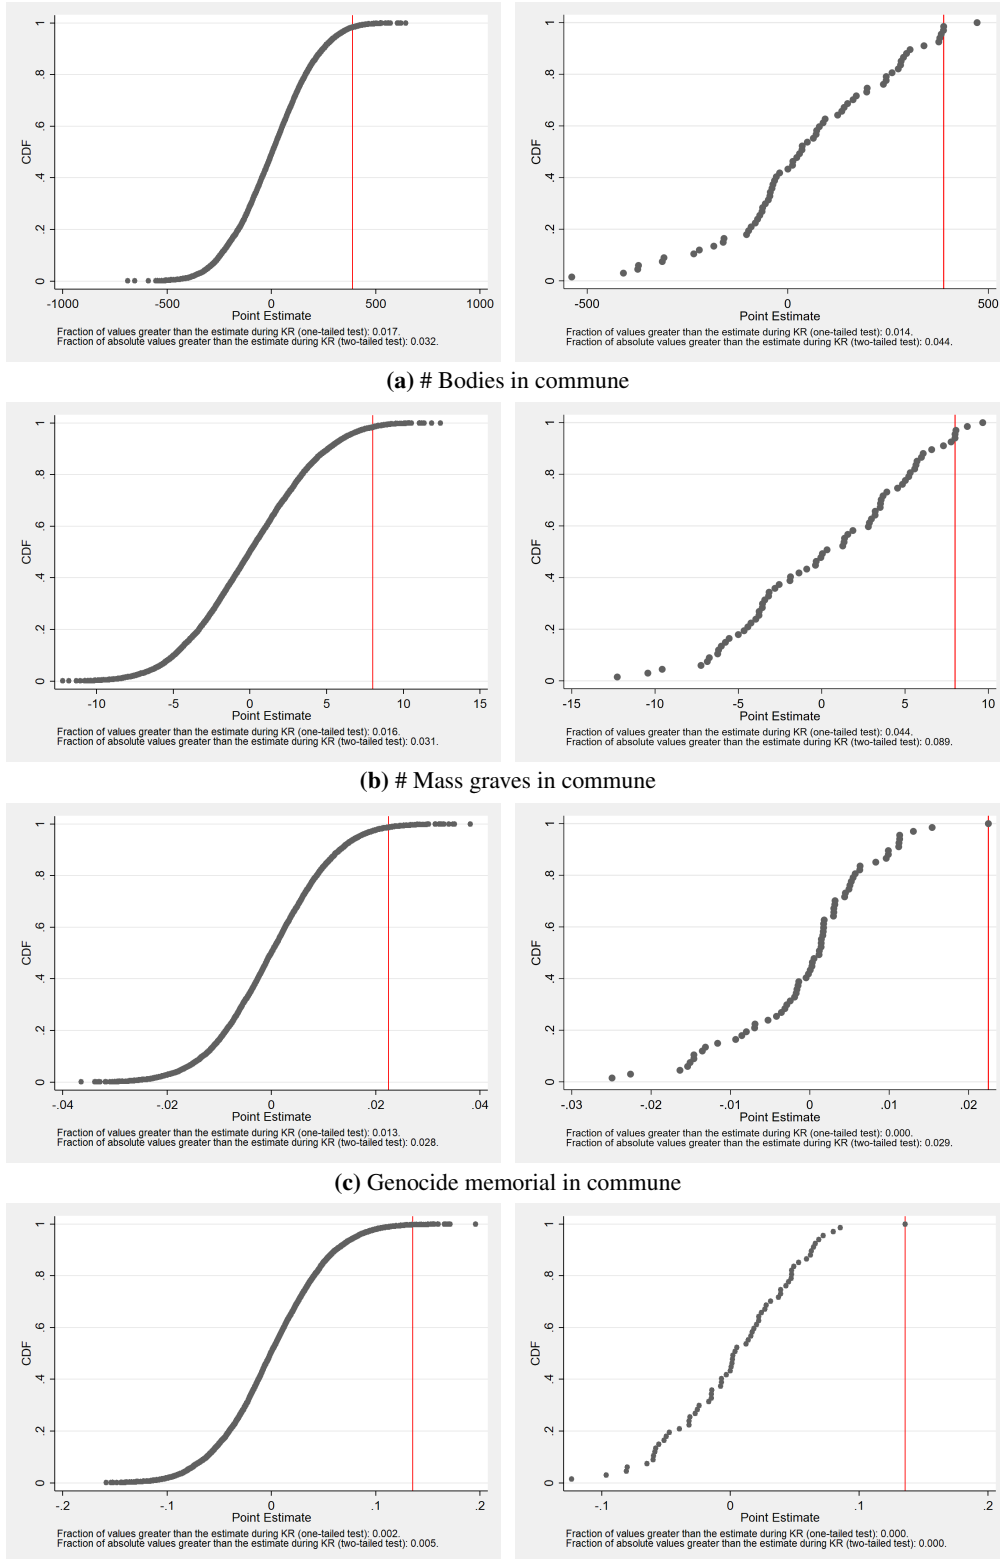 CDF
0 .2 .4 .6 .8 1
-1000 -500 0 500 1000
Point Estimate
Fraction of values greater than the estimate during KR (one-tailed test): 0.017.
Fraction of absolute values greater than the estimate during KR (two-tailed test): 0.032.
CDF
0 .2 .4 .6 .8 1
-500 0 500
Point Estimate
Fraction of values greater than the estimate during KR (one-tailed test): 0.014.
Fraction of absolute values greater than the estimate during KR (two-tailed test): 0.044.
(a) # Bodies in commune
CDF
0 .2 .4 .6 .8 1
-10 -5 0 5 10 15
Point Estimate
Fraction of values greater than the estimate during KR (one-tailed test): 0.016.
Fraction of absolute values greater than the estimate during KR (two-tailed test): 0.031.
CDF
0 .2 .4 .6 .8 1
-15 -10 -5 0 5 10
Point Estimate
Fraction of values greater than the estimate during KR (one-tailed test): 0.044.
Fraction of absolute values greater than the estimate during KR (two-tailed test): 0.089.
(b) # Mass graves in commune
CDF
0 .2 .4 .6 .8 1
-.04 -.02 0 .02 .04
Point Estimate
Fraction of values greater than the estimate during KR (one-tailed test): 0.013.
Fraction of absolute values greater than the estimate during KR (two-tailed test): 0.028.
CDF
0 .2 .4 .6 .8 1
-.03 -.02 -.01 0 .01 .02
Point Estimate
Fraction of values greater than the estimate during KR (one-tailed test): 0.000.
Fraction of absolute values greater than the estimate during KR (two-tailed test): 0.029.
(c) Genocide memorial in commune
CDF
0 .2 .4 .6 .8 1
-.2 -.1 0 .1 .2
Point Estimate
Fraction of values greater than the estimate during KR (one-tailed test): 0.002.
Fraction of absolute values greater than the estimate during KR (two-tailed test): 0.005.
CDF
0 .2 .4 .6 .8 1
-.1 0 .1 .2
Point Estimate
Fraction of values greater than the estimate during KR (one-tailed test): 0.000.
Fraction of absolute values greater than the estimate during KR (two-tailed test): 0.000.